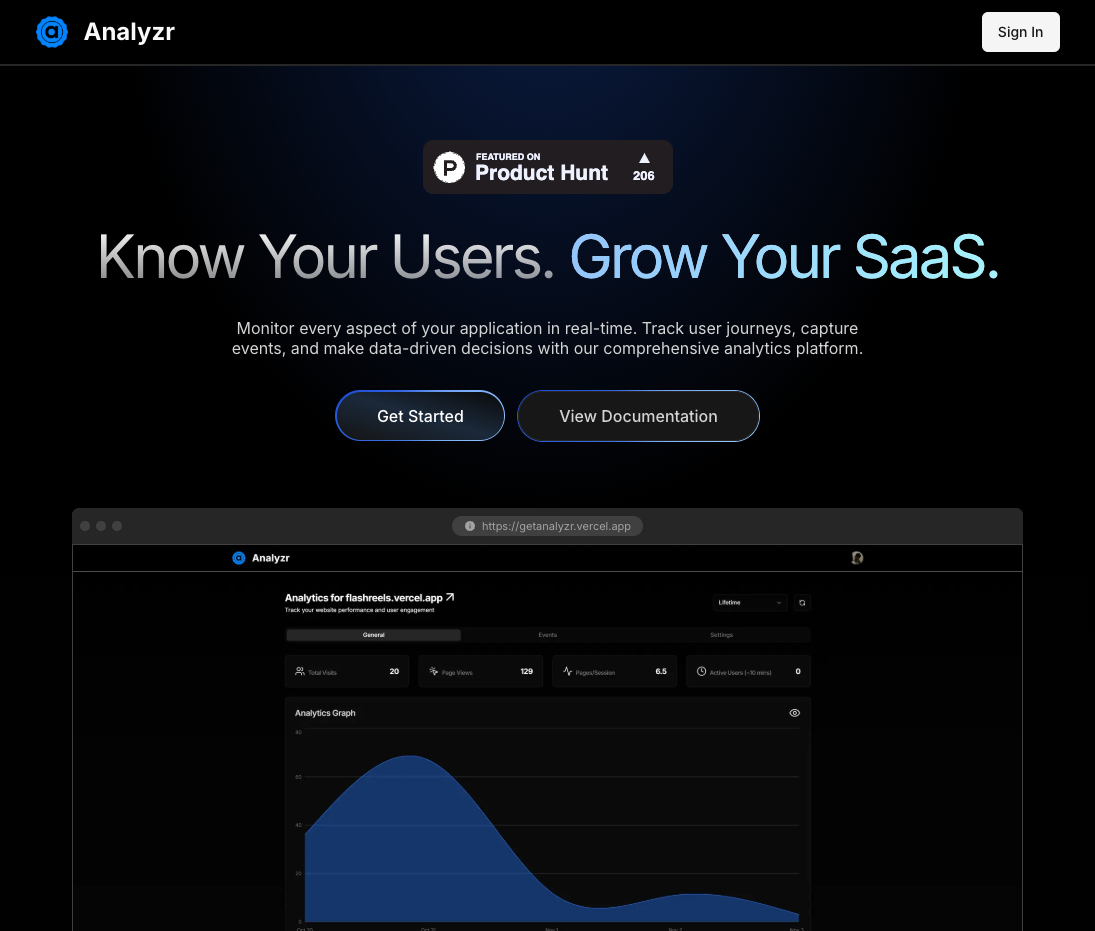 Analyzr
Sign In
FEATURED ON
Product Hunt
206
Know Your Users. Grow Your SaaS.
Monitor every aspect of your application in real-time. Track user journeys, capture
events, and make data-driven decisions with our comprehensive analytics platform.
Get Started
View Documentation
https://getanalyzr.vercel.app
Analyzr
Analytics for flashreels.vercel.app
Track your website performance and user engagement
Lifetime
General
Events
Settings
Total Visits
20
Page Views
129
Pages/Session
6.5
Active Users (~10 mins)
0
Analytics Graph
60
40
20
0